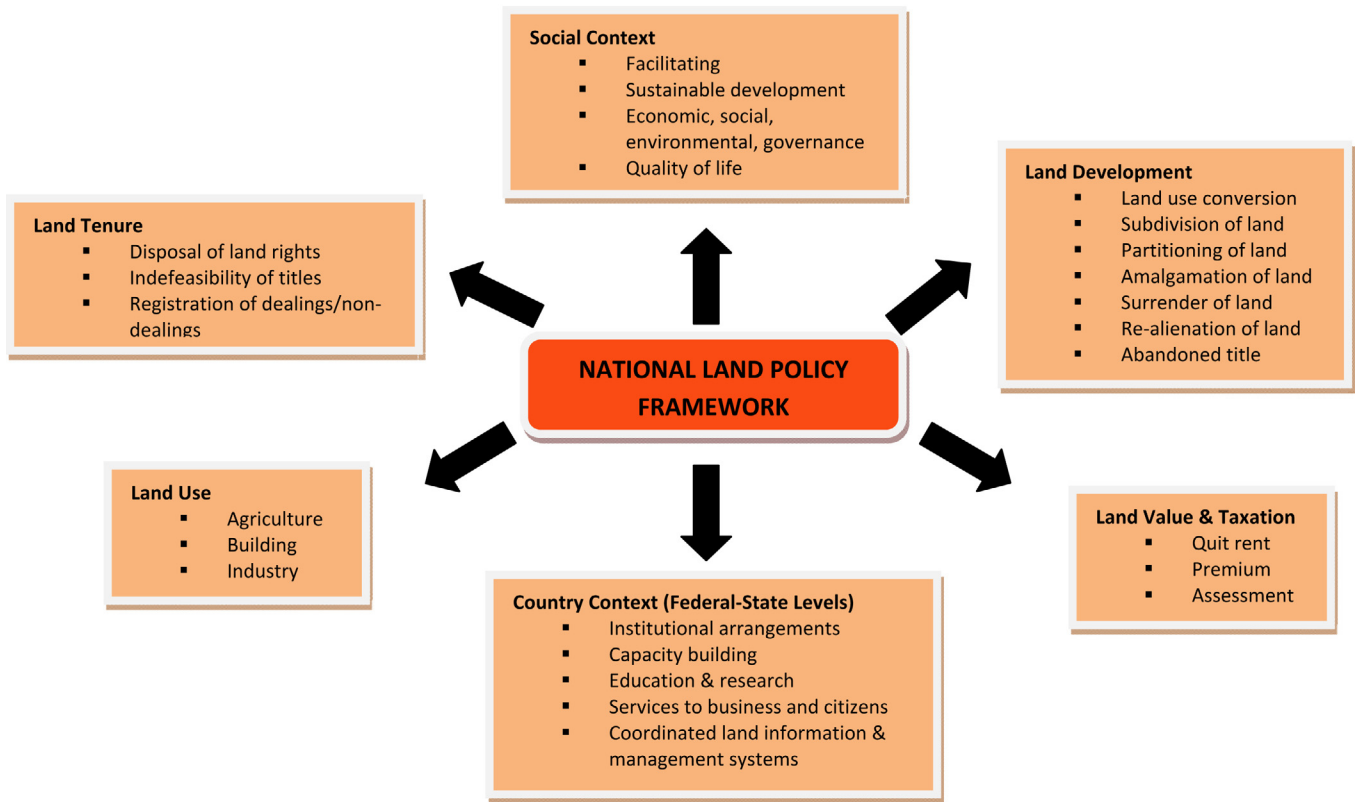 Social Context
▪ Facilitating
▪ Sustainable development
▪ Economic, social,
environmental, governance
▪ Quality of life
Land Development
▪ Land use conversion
▪ Subdivision of land
▪ Partitioning of land
▪ Amalgamation of land
▪ Surrender of land
▪ Re-alienation of land
▪ Abandoned title
Land Tenure
▪ Disposal of land rights
▪ Indefeasibility of titles
▪ Registration of dealings/non-
dealings
NATIONAL LAND POLICY
FRAMEWORK
Land Use
▪ Agriculture
▪ Building
▪ Industry
Land Value & Taxation
▪ Quit rent
▪ Premium
▪ Assessment
Country Context (Federal-State Levels)
▪ Institutional arrangements
▪ Capacity building
▪ Education & research
▪ Services to business and citizens
▪ Coordinated land information &
management systems